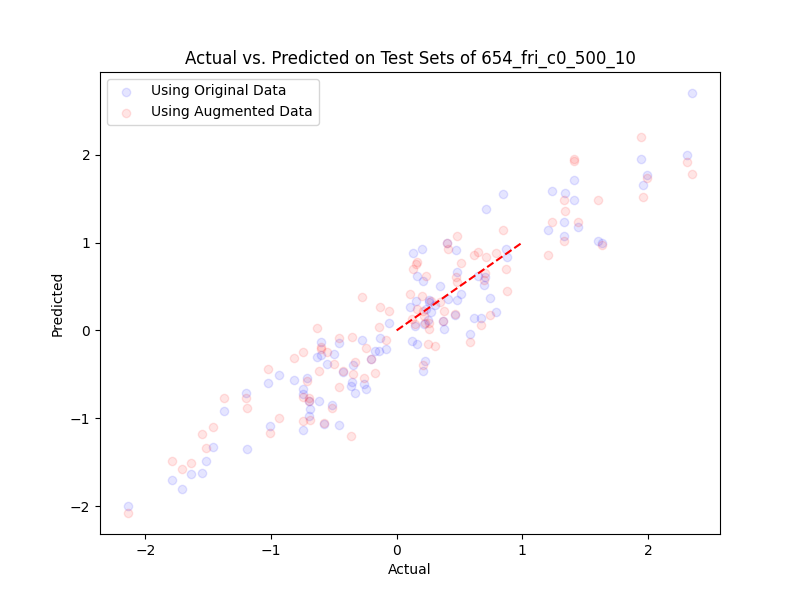 Actual vs. Predicted on Test Sets of 654_fri_c0_500_10
Using Original Data
Using Augmented Data
2
1
0
−1
−2
Predicted
−2 −1 0 1 2
Actual